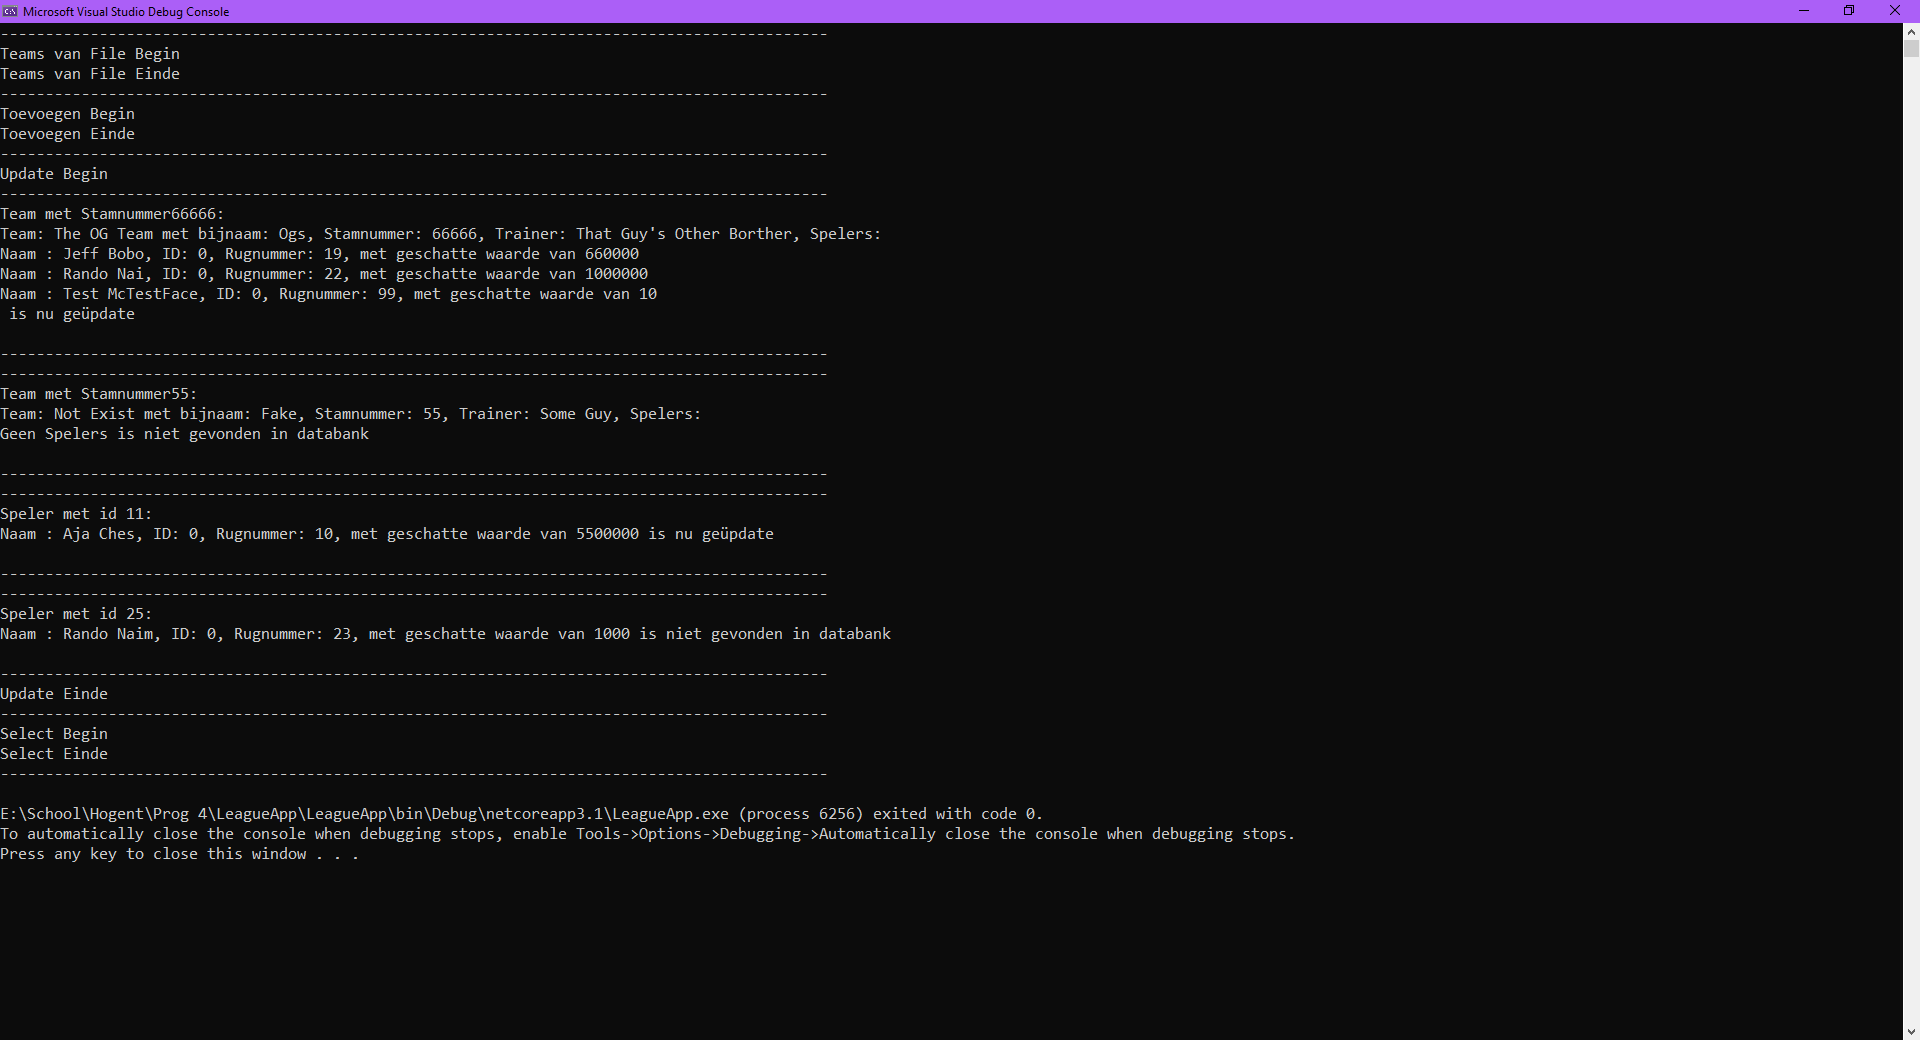 Microsoft Visual Studio Debug Console
--------------------------------------------------------------------------------------------
Teams van File Begin
Teams van File Einde
--------------------------------------------------------------------------------------------
Toevoegen Begin
Toevoegen Einde
--------------------------------------------------------------------------------------------
Update Begin
--------------------------------------------------------------------------------------------
Team met Stamnummer66666:
Team: The OG Team met bijnaam: Ogs, Stamnummer: 66666, Trainer: That Guy's Other Borther, Spelers:
Naam : Jeff Bobo, ID: 0, Rugnummer: 19, met geschatte waarde van 660000
Naam : Rando Nai, ID: 0, Rugnummer: 22, met geschatte waarde van 1000000
Naam : Test McTestFace, ID: 0, Rugnummer: 99, met geschatte waarde van 10
is nu geüpdate
--------------------------------------------------------------------------------------------
--------------------------------------------------------------------------------------------
Team met Stamnummer55:
Team: Not Exist met bijnaam: Fake, Stamnummer: 55, Trainer: Some Guy, Spelers:
Geen Spelers is niet gevonden in databank
--------------------------------------------------------------------------------------------
--------------------------------------------------------------------------------------------
Speler met id 11:
Naam : Aja Ches, ID: 0, Rugnummer: 10, met geschatte waarde van 5500000 is nu geüpdate
--------------------------------------------------------------------------------------------
--------------------------------------------------------------------------------------------
Speler met id 25:
Naam : Rando Naim, ID: 0, Rugnummer: 23, met geschatte waarde van 1000 is niet gevonden in databank
--------------------------------------------------------------------------------------------
Update Einde
--------------------------------------------------------------------------------------------
Select Begin
Select Einde
--------------------------------------------------------------------------------------------
E:\School\Hogent\Prog 4\LeagueApp\LeagueApp\bin\Debug\netcoreapp3.1\LeagueApp.exe (process 6256) exited with code 0.
To automatically close the console when debugging stops, enable Tools->Options->Debugging->Automatically close the console when debugging stops.
Press any key to close this window . . .